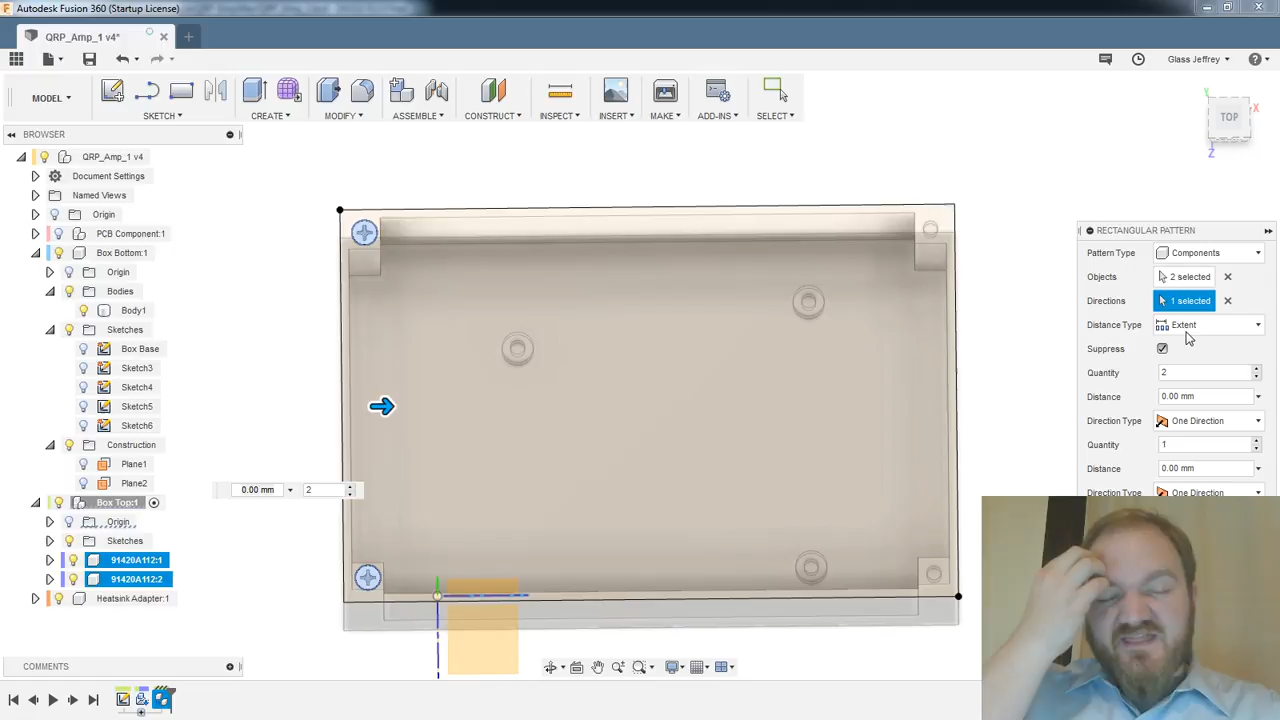 Autodesk Fusion 360 (Startup License)
QRP_Amp_1 v4*
Glass Jeffrey
MODEL
SKETCH
CREATE
MODIFY
ASSEMBLE
CONSTRUCT
INSPECT
INSERT
MAKE
ADD-INS
SELECT
BROWSER
QRP_Amp_1 v4
Document Settings
Named Views
Origin
PCB Component:1
Box Bottom:1
Origin
Bodies
Body1
Sketches
Box Base
Sketch3
Sketch4
Sketch5
Sketch6
Construction
Plane1
Plane2
Box Top:1
Origin
Sketches
91420A112:1
91420A112:2
Heatsink Adapter:1
COMMENTS
0.00 mm 2
Y
TOP
X
Z
RECTANGULAR PATTERN
Pattern Type Components
Objects 2 selected
Directions 1 selected
Distance Type Extent
Suppress
Quantity 2
Distance 0.00 mm
Direction Type One Direction
Quantity 1
Distance 0.00 mm
Direction Type One Direction